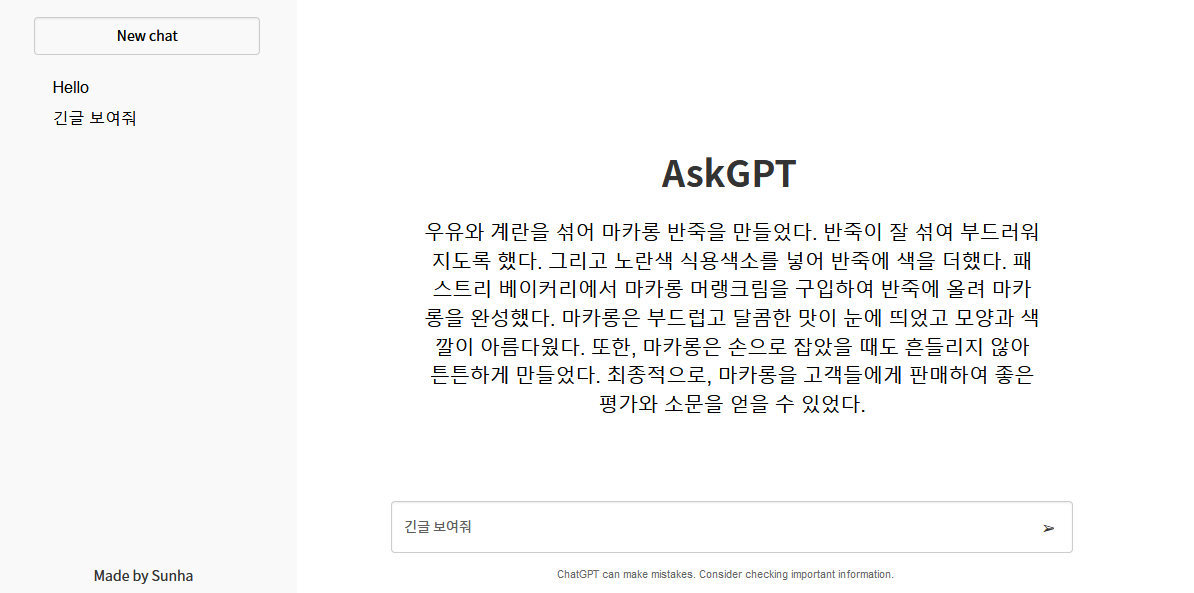 New chat
Hello
긴글 보여줘
Made by Sunha
AskGPT
우유와 계란을 섞어 마카롱 반죽을 만들었다. 반죽이 잘 섞여 부드러워
지도록 했다. 그리고 노란색 식용색소를 넣어 반죽에 색을 더했다. 패
스트리 베이커리에서 마카롱 머랭크림을 구입하여 반죽에 올려 마카
롱을 완성했다. 마카롱은 부드럽고 달콤한 맛이 눈에 띄었고 모양과 색
깔이 아름다웠다. 또한, 마카롱은 손으로 잡았을 때도 흔들리지 않아
튼튼하게 만들었다. 최종적으로, 마카롱을 고객들에게 판매하여 좋은
평가와 소문을 얻을 수 있었다.
긴글 보여줘 ➢
ChatGPT can make mistakes. Consider checking important information.